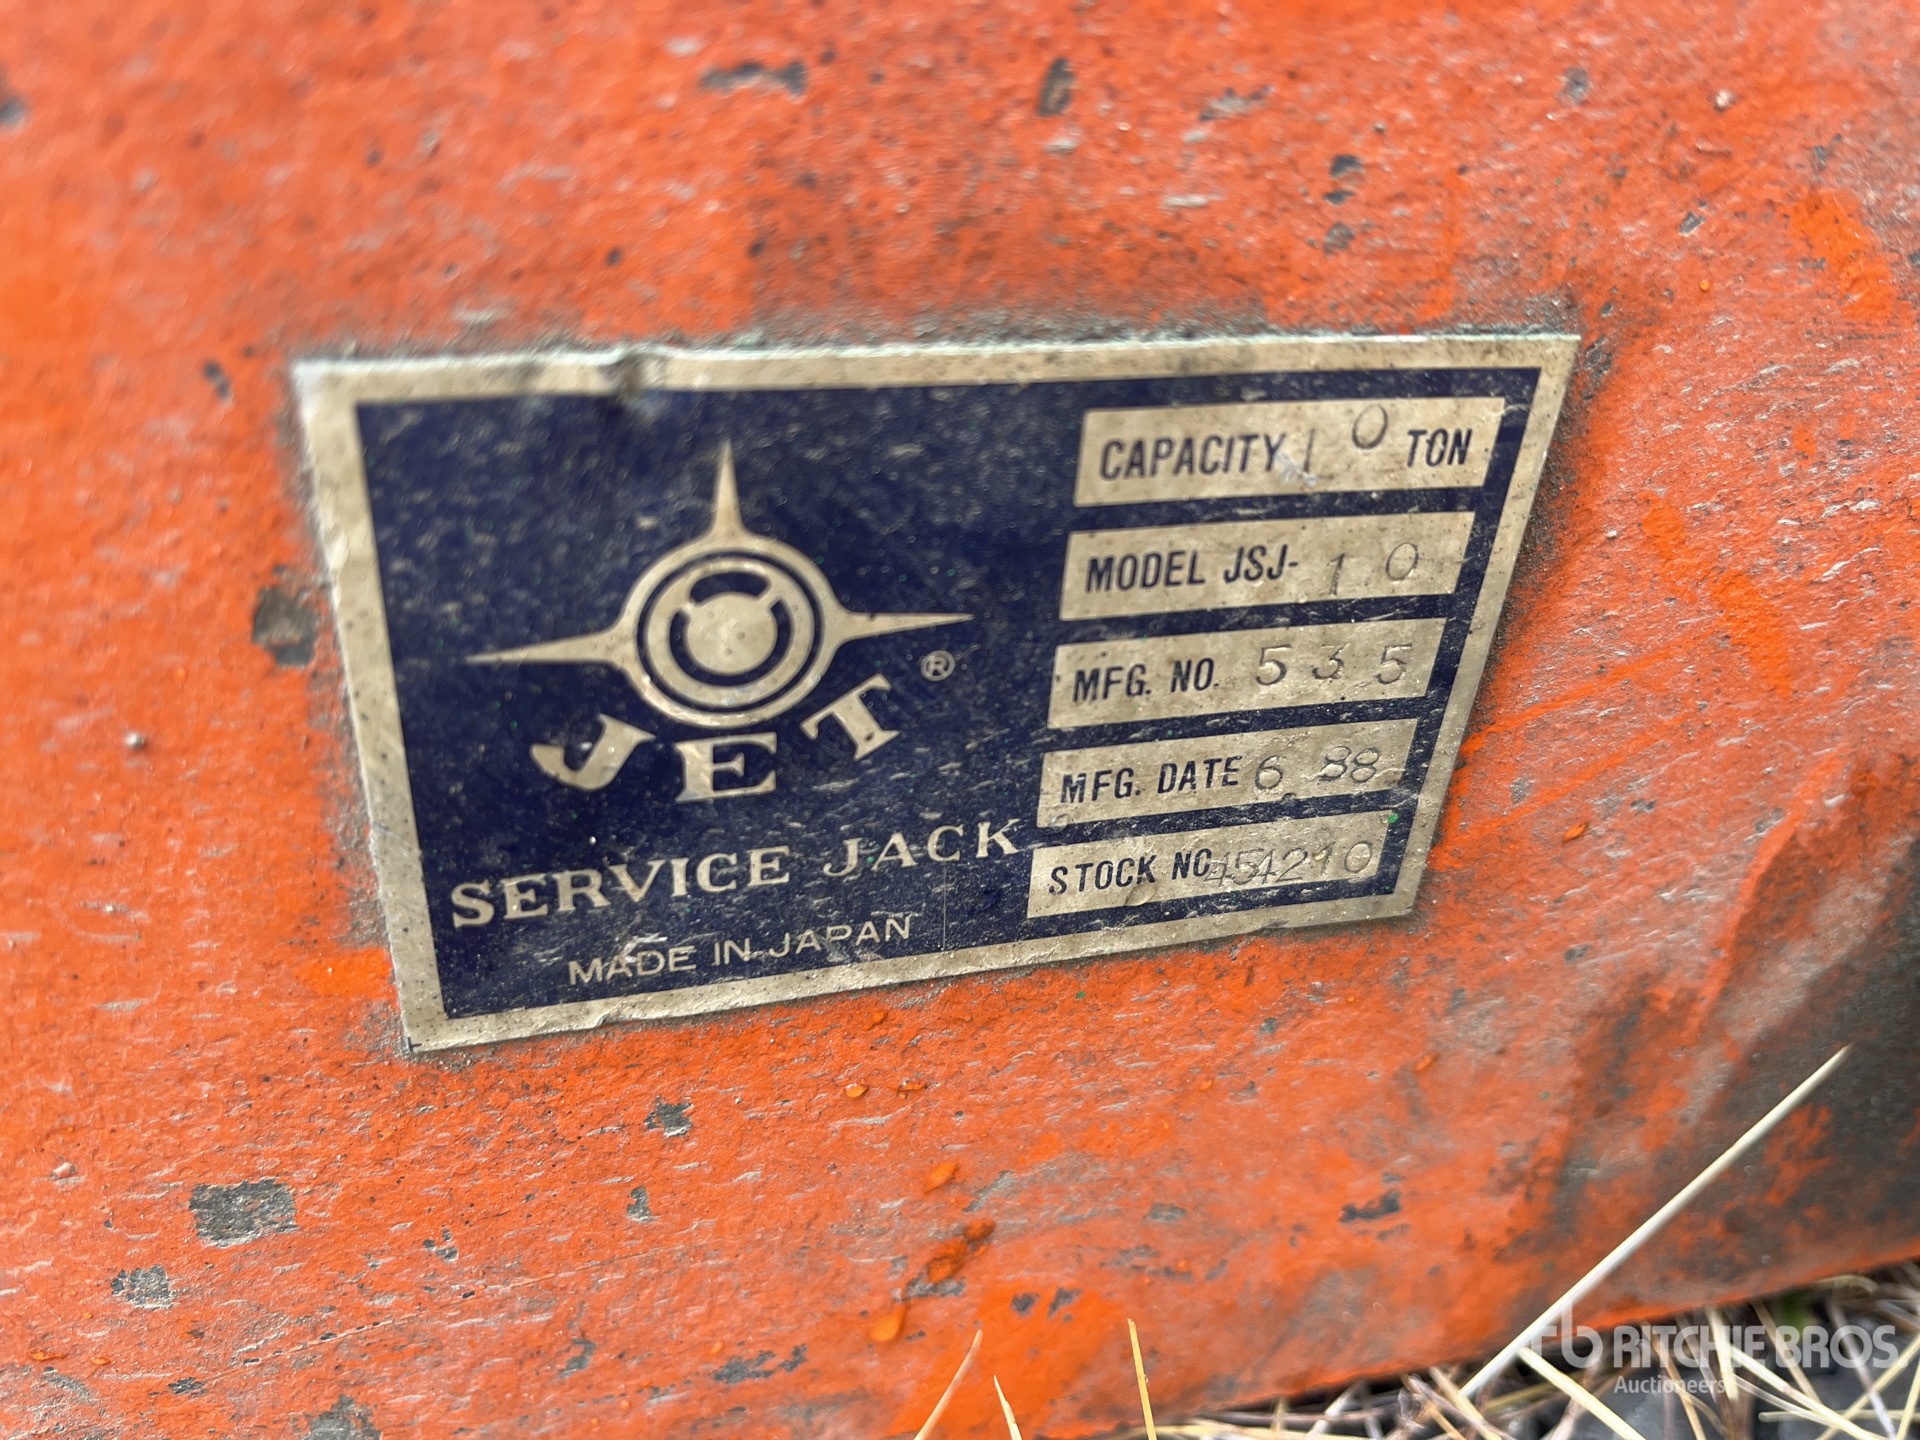 JET®
SERVICE JACK
MADE IN JAPAN
CAPACITY 10 TON
MODEL JSJ-10
MFG. NO. 535
MFG. DATE 6 88
STOCK NO 454210
rb RITCHIE BROS.
Auctioneers